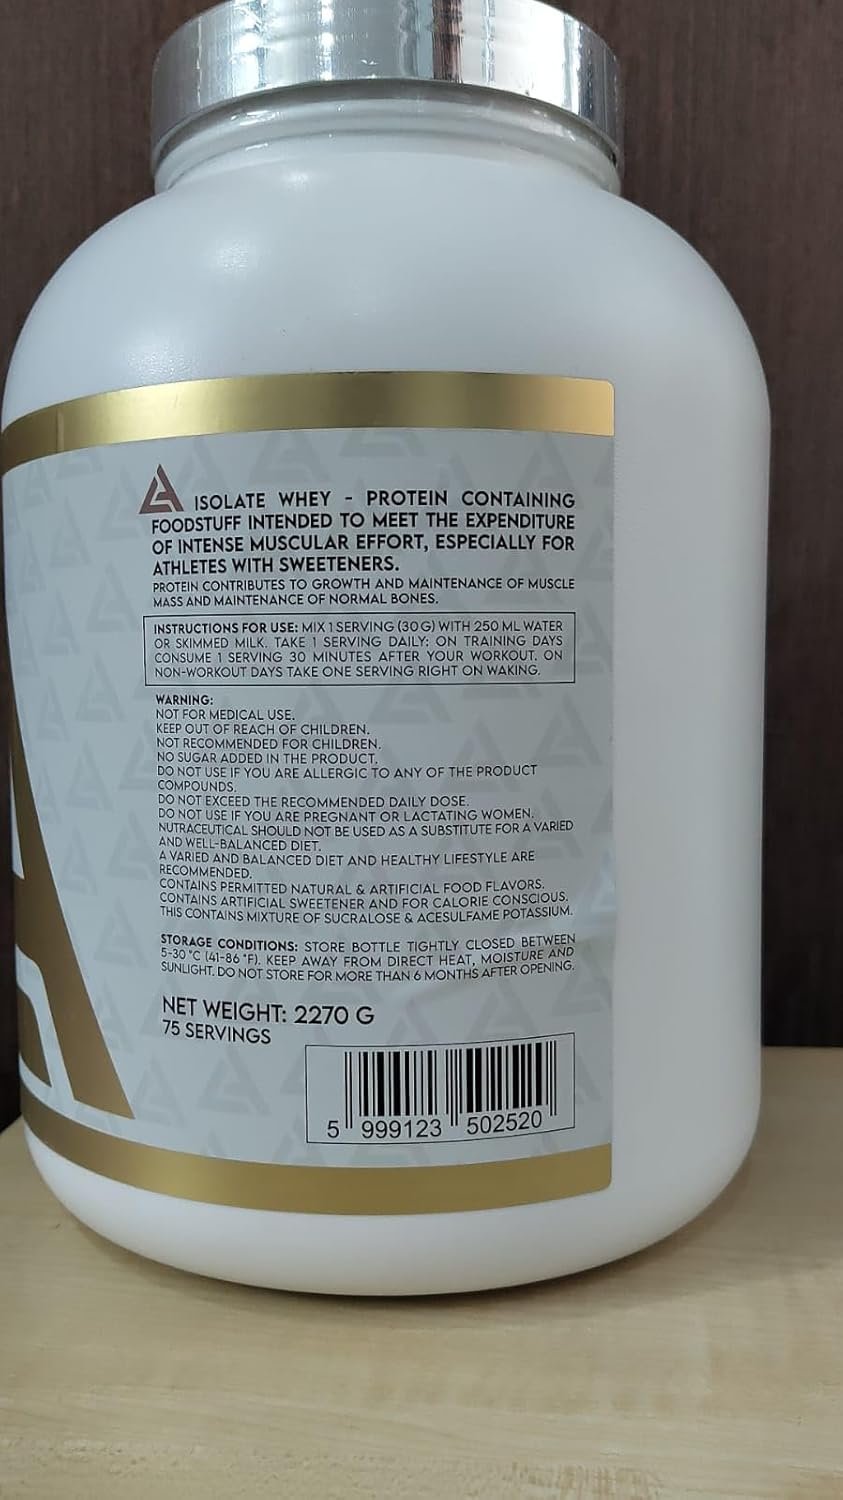 ISOLATE WHEY - PROTEIN CONTAINING
FOODSTUFF INTENDED TO MEET THE EXPENDITURE
OF INTENSE MUSCULAR EFFORT, ESPECIALLY FOR
ATHLETES WITH SWEETENERS.
PROTEIN CONTRIBUTES TO GROWTH AND MAINTENANCE OF MUSCLE
MASS AND MAINTENANCE OF NORMAL BONES.
INSTRUCTIONS FOR USE: MIX 1 SERVING (30 G) WITH 250 ML WATER
OR SKIMMED MILK. TAKE 1 SERVING DAILY: ON TRAINING DAYS
CONSUME 1 SERVING 30 MINUTES AFTER YOUR WORKOUT. ON
NON-WORKOUT DAYS TAKE ONE SERVING RIGHT ON WAKING.
WARNING:
NOT FOR MEDICAL USE.
KEEP OUT OF REACH OF CHILDREN.
NOT RECOMMENDED FOR CHILDREN.
NO SUGAR ADDED IN THE PRODUCT.
DO NOT USE IF YOU ARE ALLERGIC TO ANY OF THE PRODUCT
COMPOUNDS.
DO NOT EXCEED THE RECOMMENDED DAILY DOSE.
DO NOT USE IF YOU ARE PREGNANT OR LACTATING WOMEN.
NUTRACEUTICAL SHOULD NOT BE USED AS A SUBSTITUTE FOR A VARIED
AND WELL-BALANCED DIET.
A VARIED AND BALANCED DIET AND HEALTHY LIFESTYLE ARE
RECOMMENDED.
CONTAINS PERMITTED NATURAL & ARTIFICIAL FOOD FLAVORS.
CONTAINS ARTIFICIAL SWEETENER AND FOR CALORIE CONSCIOUS.
THIS CONTAINS MIXTURE OF SUCRALOSE & ACESULFAME POTASSIUM.
STORAGE CONDITIONS: STORE BOTTLE TIGHTLY CLOSED BETWEEN
5-30 °C (41-86 °F). KEEP AWAY FROM DIRECT HEAT, MOISTURE AND
SUNLIGHT. DO NOT STORE FOR MORE THAN 6 MONTHS AFTER OPENING.
NET WEIGHT: 2270 G
75 SERVINGS
5 999123 502520